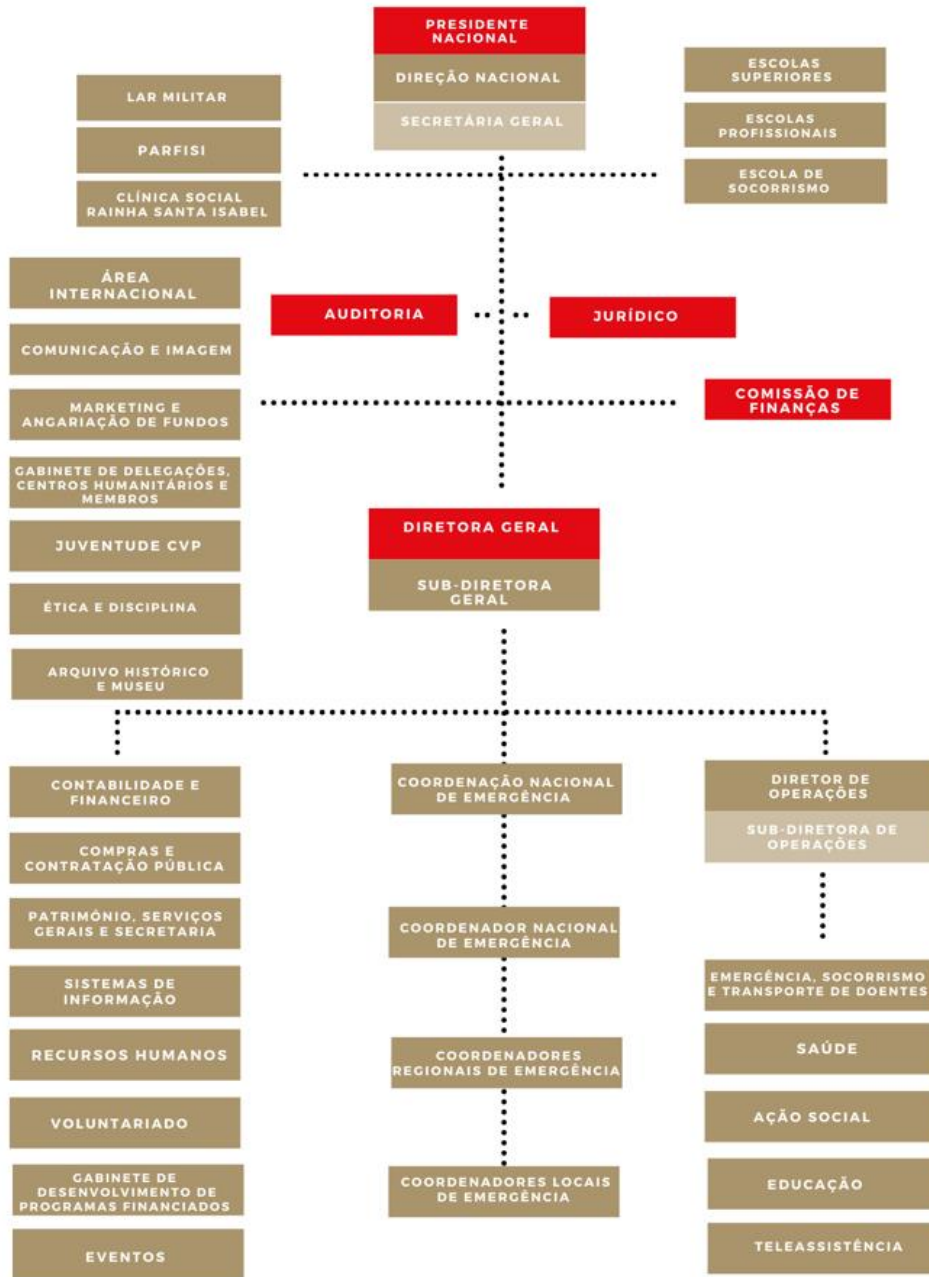 PRESIDENTE
NACIONAL
DIREÇÃO NACIONAL
SECRETÁRIA GERAL
LAR MILITAR
PARFISI
CLÍNICA SOCIAL
RAINHA SANTA ISABEL
ESCOLAS
SUPERIORES
ESCOLAS
PROFISSIONAIS
ESCOLA DE
SOCORRISMO
ÁREA
INTERNACIONAL
COMUNICAÇÃO E IMAGEM
MARKETING E
ANGARIAÇÃO DE FUNDOS
GABINETE DE DELEGAÇÕES,
CENTROS HUMANITÁRIOS E
MEMBROS
JUVENTUDE CVP
ÉTICA E DISCIPLINA
ARQUIVO HISTÓRICO
E MUSEU
AUDITORIA
JURÍDICO
COMISSÃO DE
FINANÇAS
DIRETORA GERAL
SUB-DIRETORA
GERAL
CONTABILIDADE E
FINANCEIRO
COMPRAS E
CONTRATAÇÃO PÚBLICA
PATRIMÓNIO, SERVIÇOS
GERAIS E SECRETARIA
SISTEMAS DE
INFORMAÇÃO
RECURSOS HUMANOS
VOLUNTARIADO
GABINETE DE
DESENVOLVIMENTO DE
PROGRAMAS FINANCIADOS
EVENTOS
COORDENAÇÃO NACIONAL
DE EMERGÊNCIA
COORDENADOR NACIONAL
DE EMERGÊNCIA
COORDENADORES
REGIONAIS DE EMERGÊNCIA
COORDENADORES LOCAIS
DE EMERGÊNCIA
DIRETOR DE
OPERAÇÕES
SUB-DIRETORA DE
OPERAÇÕES
EMERGÊNCIA, SOCORRISMO
E TRANSPORTE DE DOENTES
SAÚDE
AÇÃO SOCIAL
EDUCAÇÃO
TELEASSISTÊNCIA